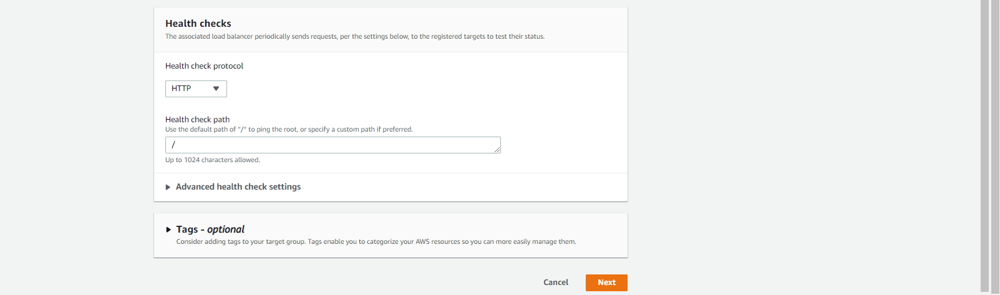 Health checks
The associated load balancer periodically sends requests, per the settings below, to the registered targets to test their status.
Health check protocol
HTTP
Health check path
Use the default path of "/" to ping the root, or specify a custom path if preferred.
/
Up to 1024 characters allowed.
Advanced health check settings
Tags - optional
Consider adding tags to your target group. Tags enable you to categorize your AWS resources so you can more easily manage them.
Cancel Next